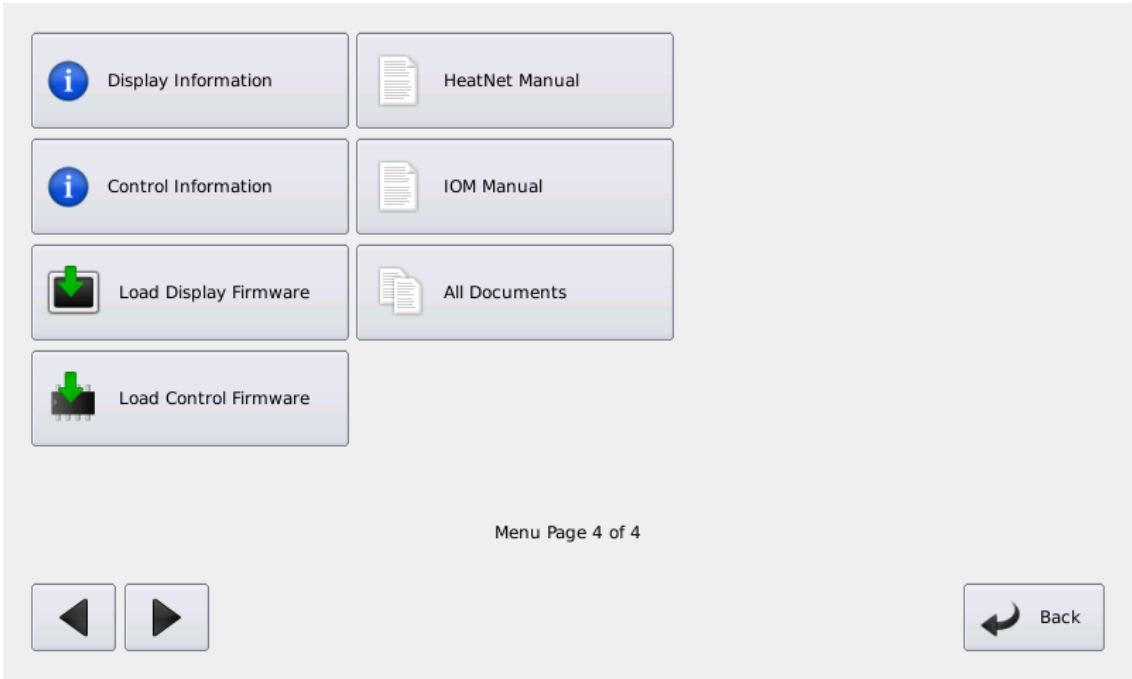 Display Information
HeatNet Manual
Control Information
IOM Manual
Load Display Firmware
All Documents
Load Control Firmware
Menu Page 4 of 4
Back